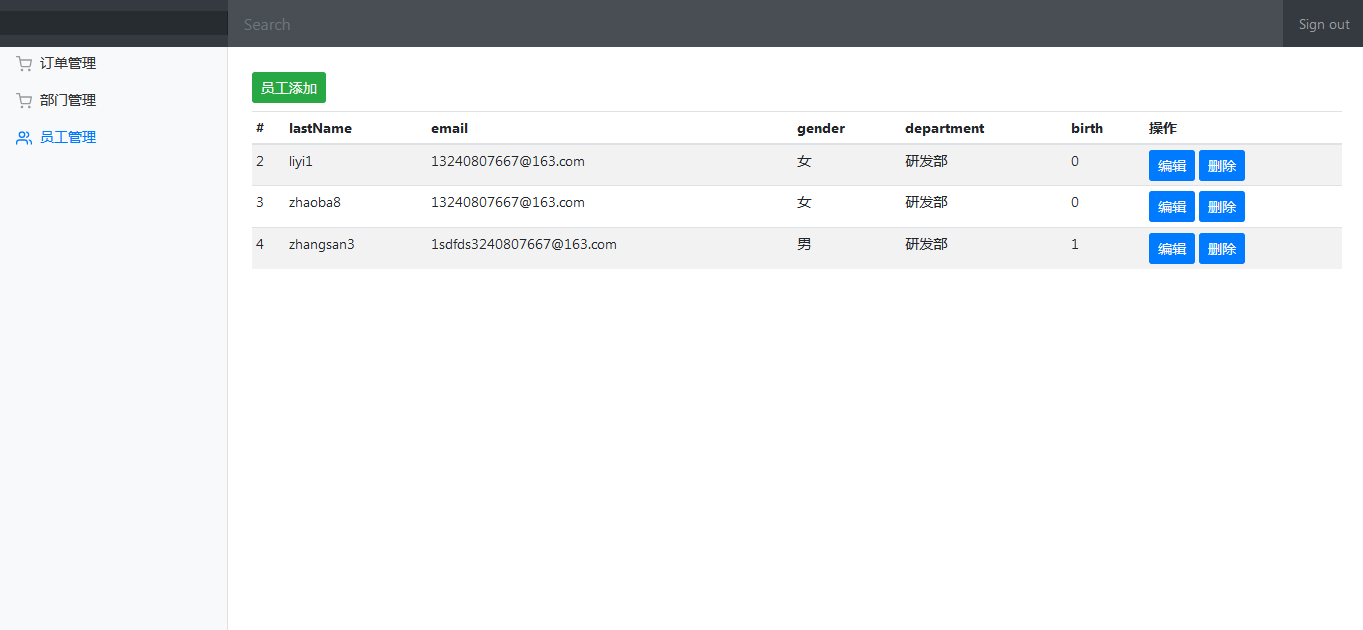 Search Sign out
订单管理
部门管理
员工管理
员工添加
# lastName email gender department birth 操作
2 liyi1 13240807667@163.com 女 研发部 0 编辑 删除
3 zhaoba8 13240807667@163.com 女 研发部 0 编辑 删除
4 zhangsan3 1sdfds3240807667@163.com 男 研发部 1 编辑 删除